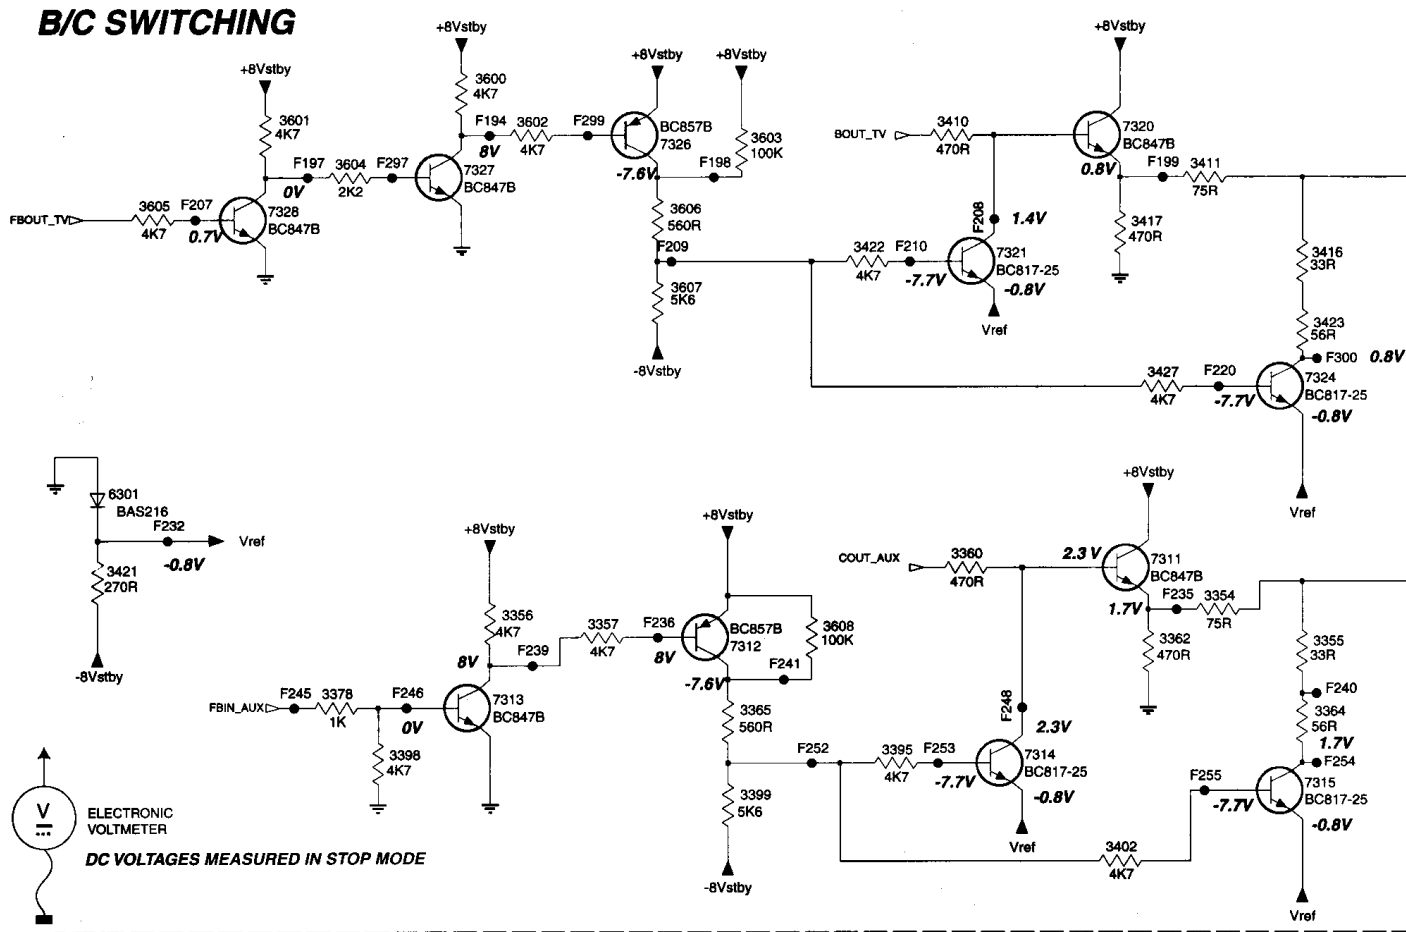 B/C SWITCHING
+8Vstby
3601
4K7
F197
0V
3604
2K2
F297
FBOUT_TV
3605
4K7
F207
0.7V
7328
BC847B
+8Vstby
3600
4K7
F194
8V
3602
4K7
F299
7327
BC847B
+8Vstby
+8Vstby
BC857B
7326
-7.6V
F198
3603
100K
3606
560R
F209
3607
5K6
-8Vstby
BOUT_TV
3410
470R
+8Vstby
7320
BC847B
0.8V
F199
3411
75R
3417
470R
F208
1.4V
3422
4K7
F210
-7.7V
7321
BC817-25
-0.8V
Vref
3416
33R
3423
56R
F300
0.8V
3427
4K7
F220
-7.7V
7324
BC817-25
-0.8V
Vref
6301
BAS216
F232
-0.8V
Vref
3421
270R
-8Vstby
+8Vstby
3356
4K7
8V
F239
FBIN_AUX
F245
3378
1K
F246
0V
7313
BC847B
3398
4K7
3357
4K7
F236
8V
+8Vstby
BC857B
7312
-7.6V
F241
3608
100K
3365
560R
F252
3399
5K6
-8Vstby
COUT_AUX
3360
470R
+8Vstby
2.3 V
7311
BC847B
1.7V
F235
3354
75R
3362
470R
F248
2.3V
3395
4K7
F253
-7.7V
7314
BC817-25
-0.8V
Vref
3402
4K7
3355
33R
F240
3364
56R
1.7V
F254
F255
-7.7V
7315
BC817-25
-0.8V
Vref
V
ELECTRONIC
VOLTMETER
DC VOLTAGES MEASURED IN STOP MODE